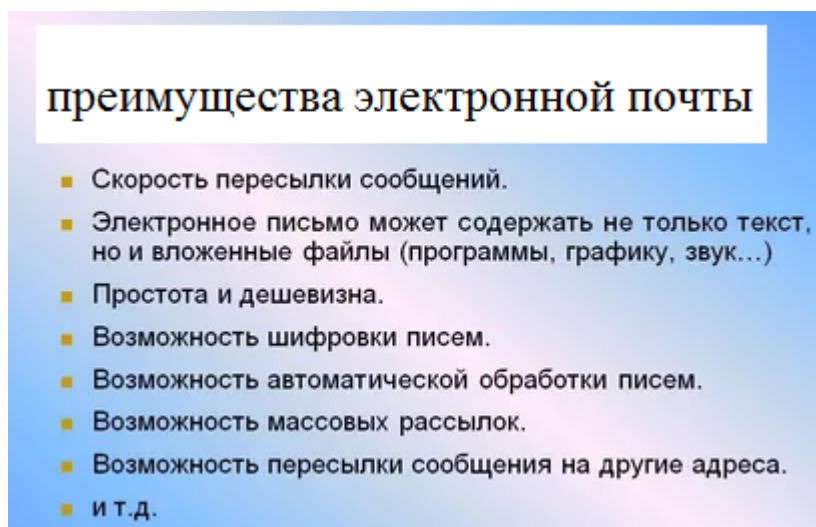 преимущества электронной почты
Скорость пересылки сообщений.
Электронное письмо может содержать не только текст,
но и вложенные файлы (программы, графику, звук...)
Простота и дешевизна.
Возможность шифровки писем.
Возможность автоматической обработки писем.
Возможность массовых рассылок.
Возможность пересылки сообщения на другие адреса.
и т.д.